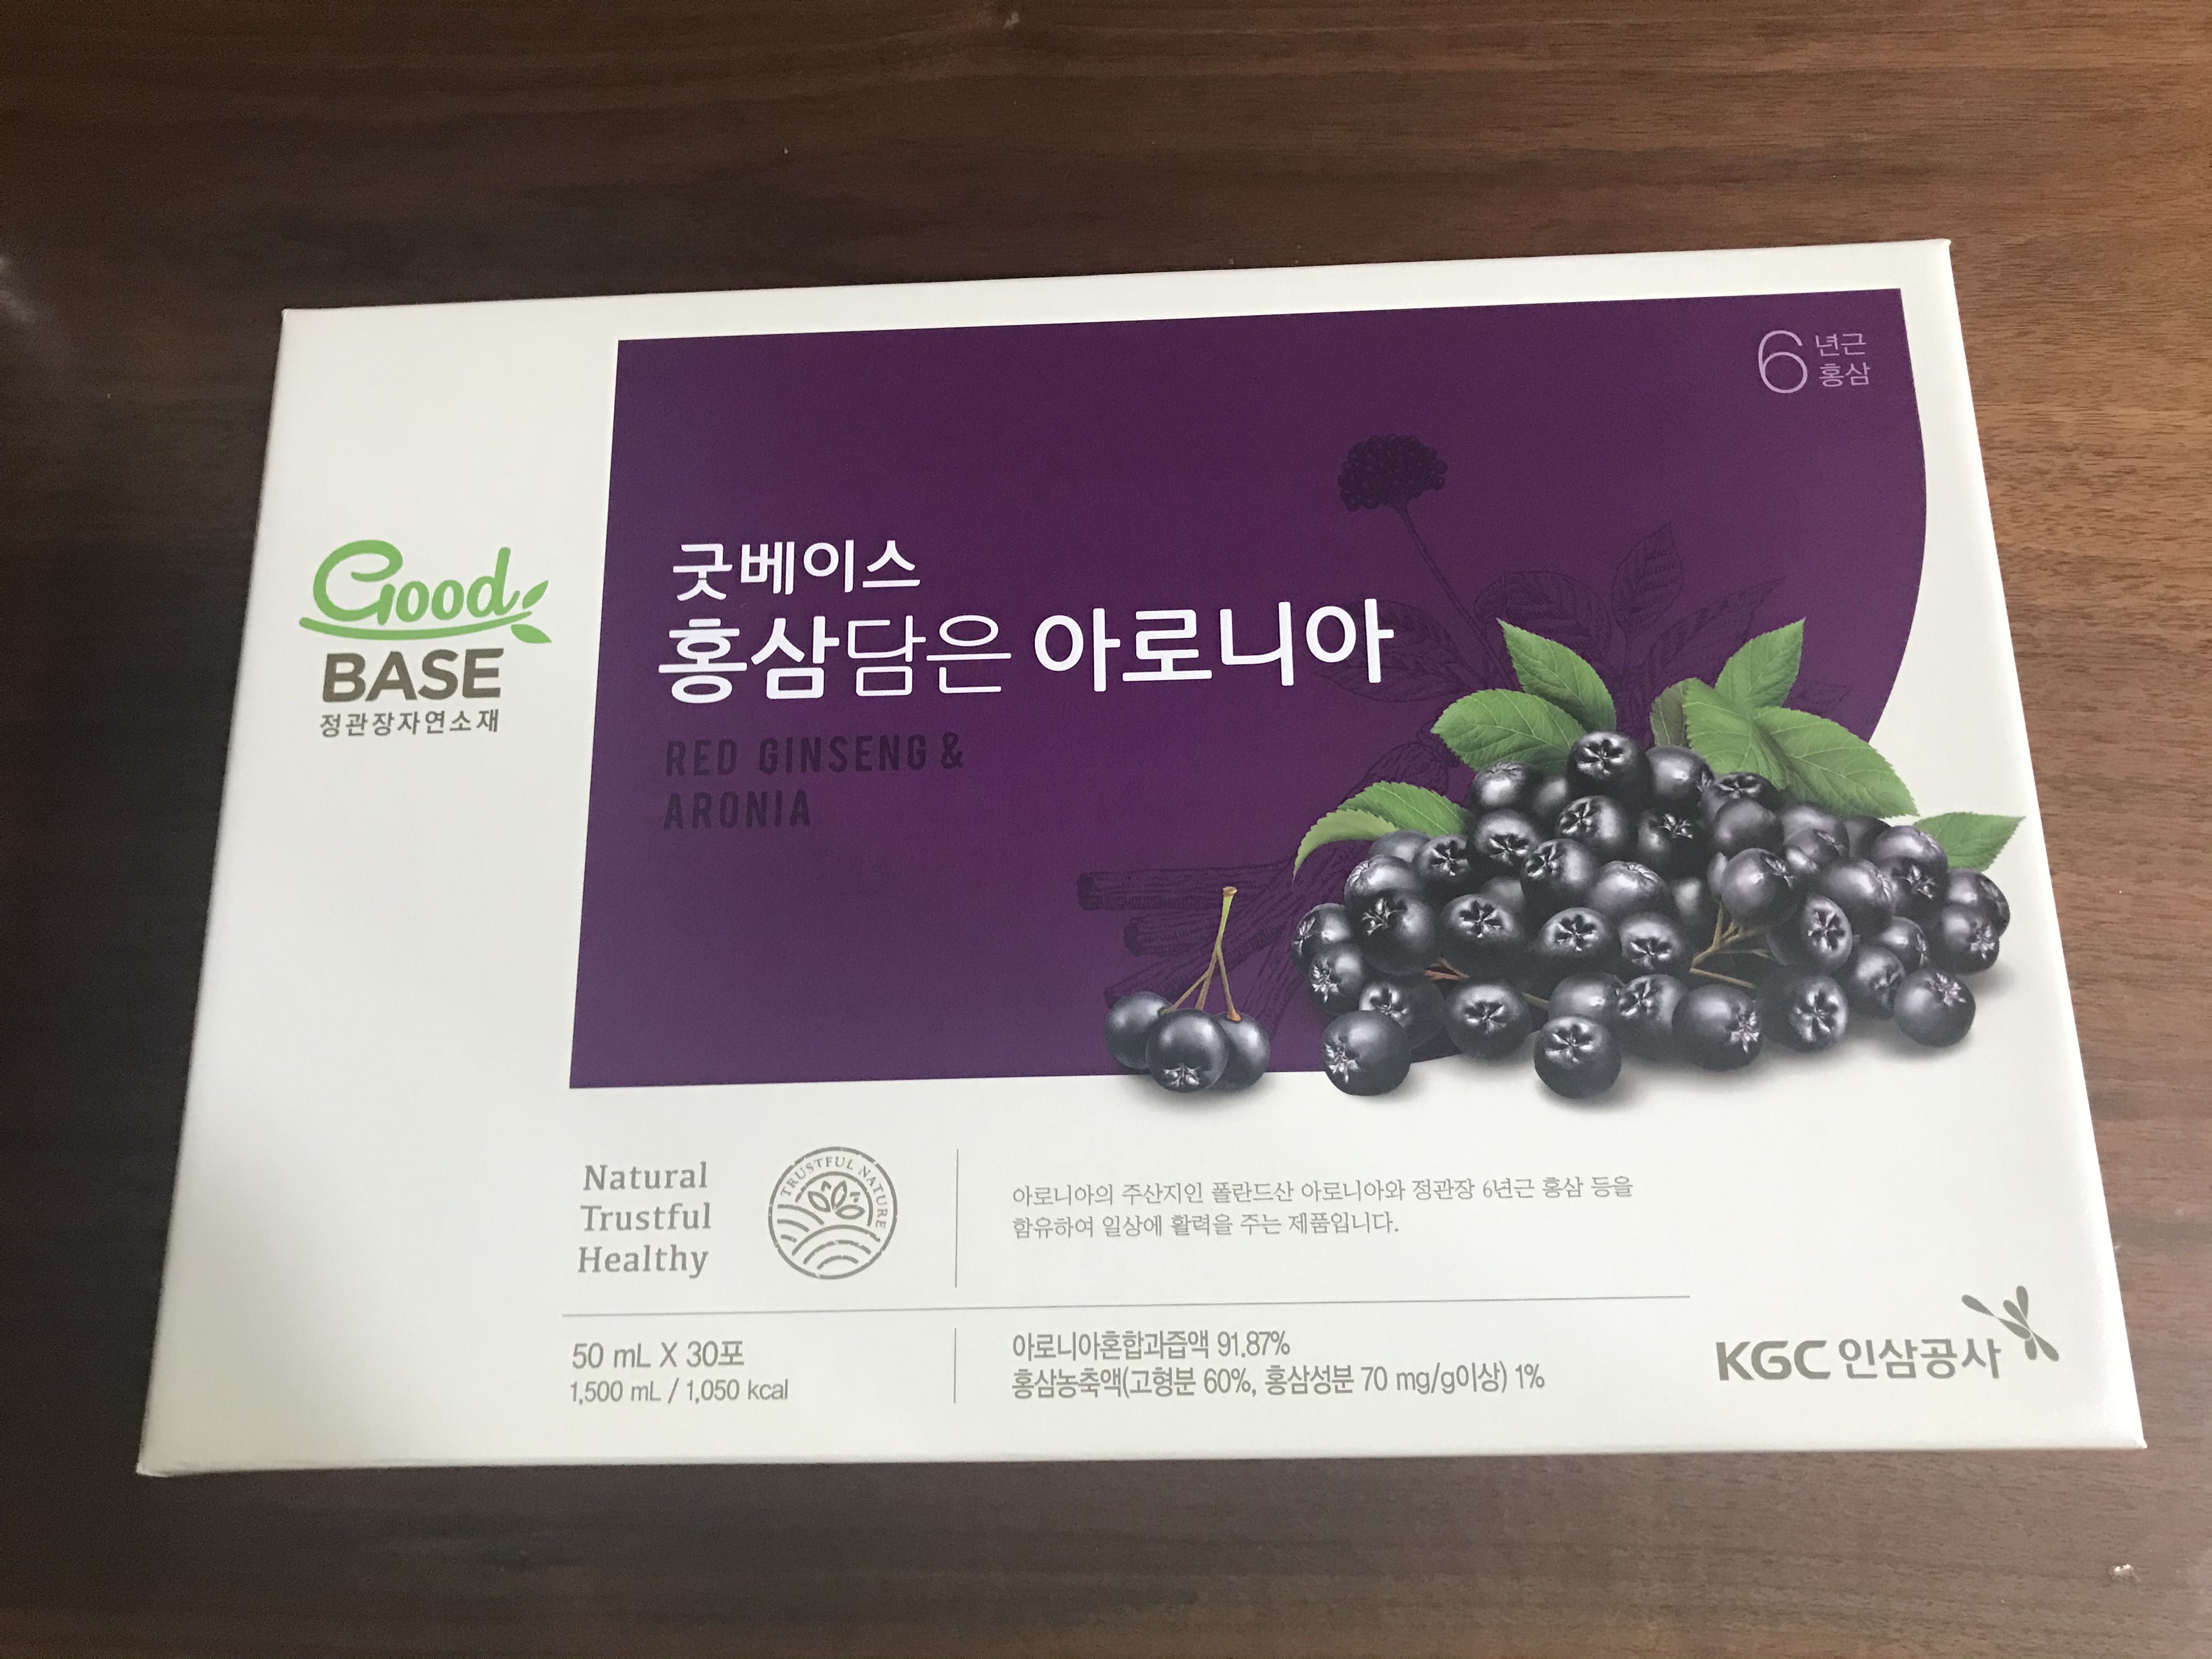 Good
BASE
정관장자연소재
6년근
홍삼
굿베이스
홍삼담은 아로니아
RED GINSENG &
ARONIA
Natural
Trustful
Healthy
TRUSTFUL NATURE
아로니아의 주산지인 폴란드산 아로니아와 정관장 6년근 홍삼 등을
함유하여 일상에 활력을 주는 제품입니다.
50 mL X 30포
1,500 mL / 1,050 kcal
아로니아혼합과즙액 91.87%
홍삼농축액(고형분 60%, 홍삼성분 70 mg/g이상) 1%
KGC 인삼공사